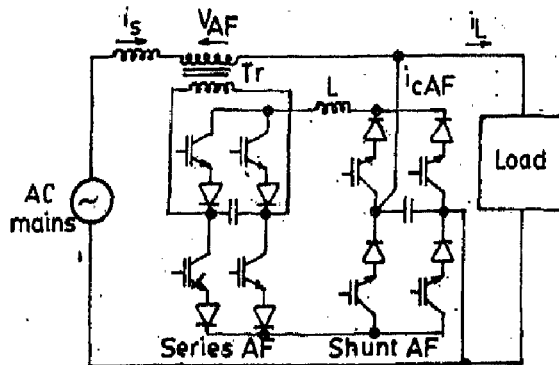 is
VAF
iL
Tr
L
icAF
Load
AC
mains
~
Series AF
Shunt AF